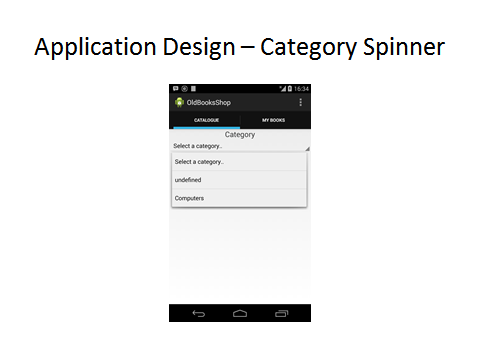 Application Design – Category Spinner
16:34
OldBooksShop
CATALOGUE MY BOOKS
Category
Select a category..
Select a category..
undefined
Computers